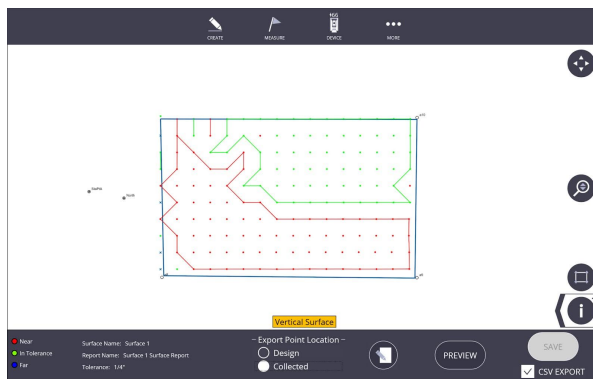 CREATE
MEASURE
DEVICE
MORE
Vertical Surface
Near
In Tolerance
Far
Surface Name: Surface 1
Report Name: Surface 1 Surface Report
Tolerance: 1/4"
~ Export Point Location ~
Design
Collected
PREVIEW
SAVE
CSV EXPORT